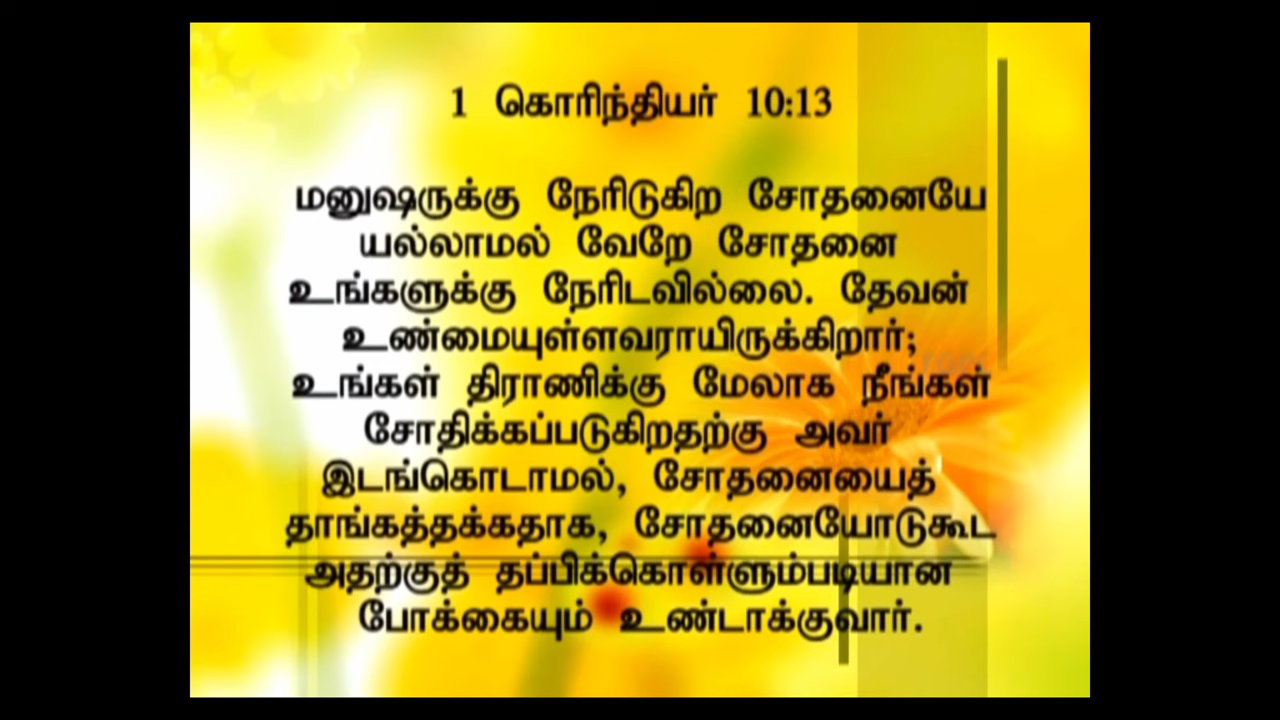 1 கொரிந்தியர் 10:13
மனுஷருக்கு நேரிடுகிற சோதனையே
யல்லாமல் வேறே சோதனை
உங்களுக்கு நேரிடவில்லை. தேவன்
உண்மையுள்ளவராயிருக்கிறார்;
உங்கள் திராணிக்கு மேலாக நீங்கள்
சோதிக்கப்படுகிறதற்கு அவர்
இடங்கொடாமல், சோதனையைத்
தாங்கத்தக்கதாக, சோதனையோடுகூட
அதற்குத் தப்பிக்கொள்ளும்படியான
போக்கையும் உண்டாக்குவார்.